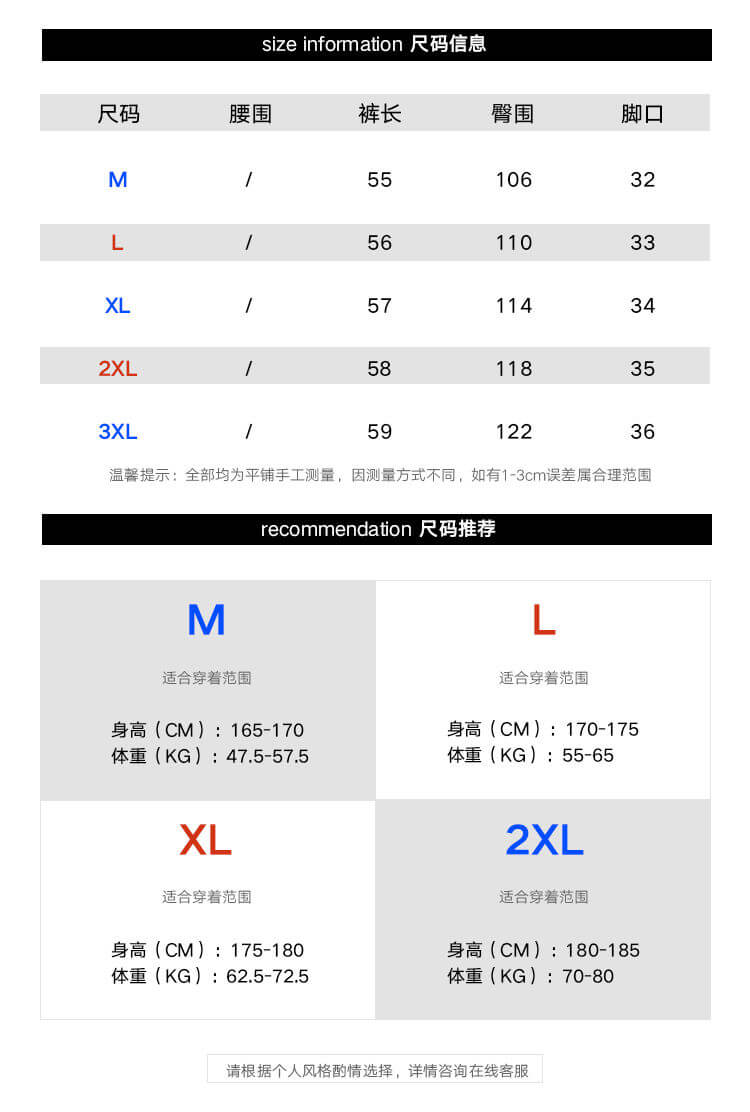 size information 尺码信息
尺码 腰围 裤长 臀围 脚口
M / 55 106 32
L / 56 110 33
XL / 57 114 34
2XL / 58 118 35
3XL / 59 122 36
温馨提示：全部均为平铺手工测量，因测量方式不同，如有1-3cm误差属合理范围
recommendation 尺码推荐
M
适合穿着范围
身高（CM）：165-170
体重（KG）：47.5-57.5
L
适合穿着范围
身高（CM）：170-175
体重（KG）：55-65
XL
适合穿着范围
身高（CM）：175-180
体重（KG）：62.5-72.5
2XL
适合穿着范围
身高（CM）：180-185
体重（KG）：70-80
请根据个人风格酌情选择，详情咨询在线客服